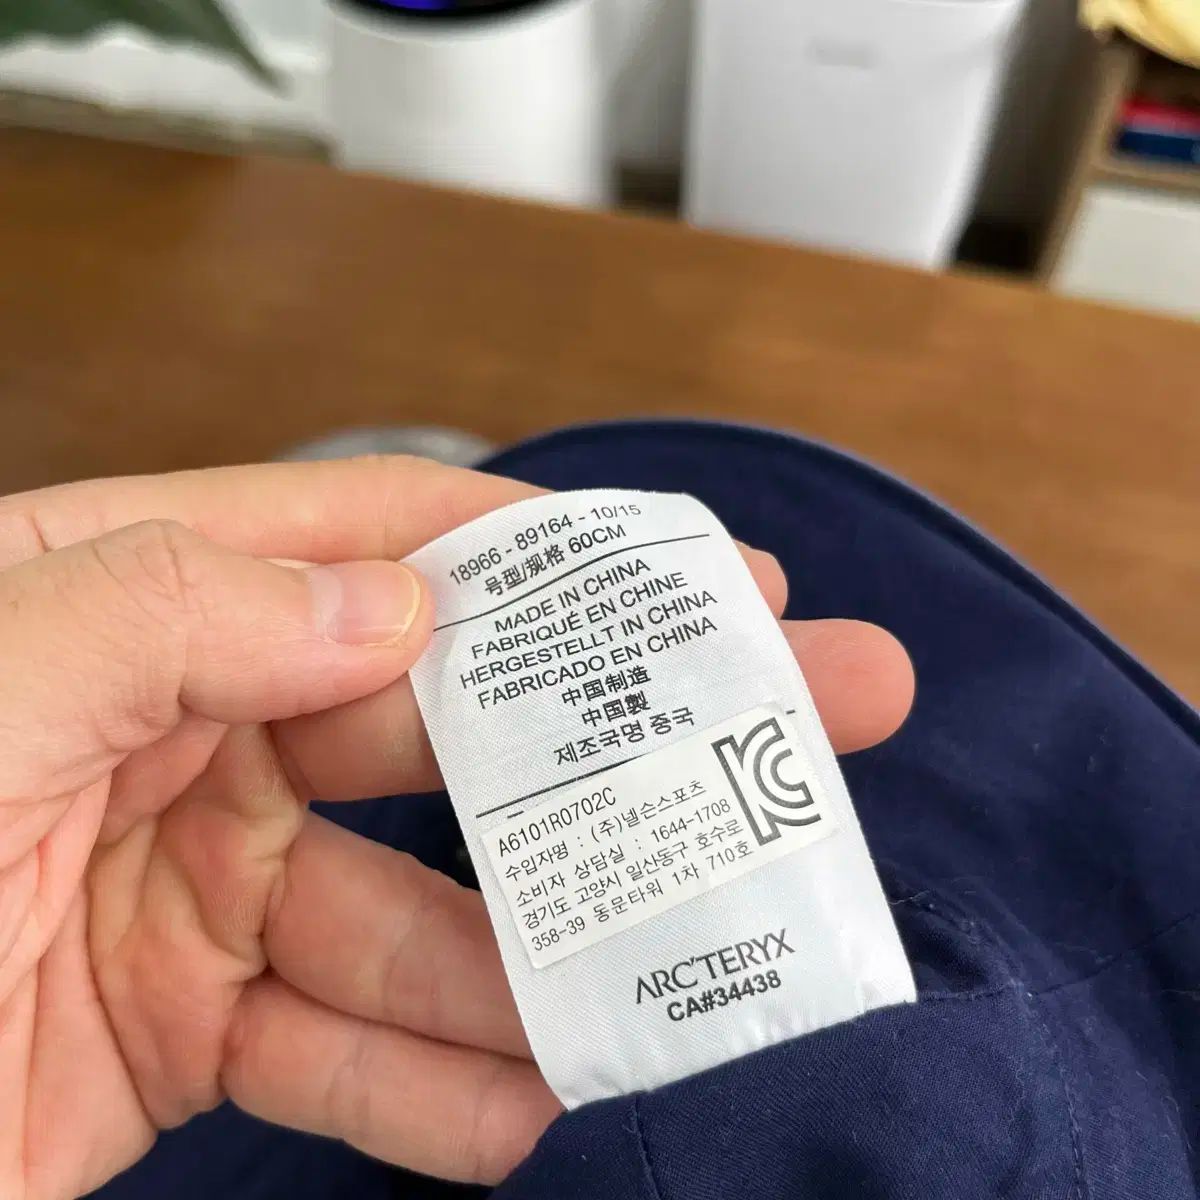 18966 - 89164 - 10/15
号型/规格 60CM
MADE IN CHINA
FABRIQUÉ EN CHINE
HERGESTELLT IN CHINA
FABRICADO EN CHINA
中国制造
中国製
제조국명 중국
A6101R0702C
수입자명 : (주)넬슨스포츠
소비자 상담실 : 1644-1708
경기도 고양시 일산동구 호수로
358-39 동문타워 1차 710호
ARC'TERYX
CA#34438